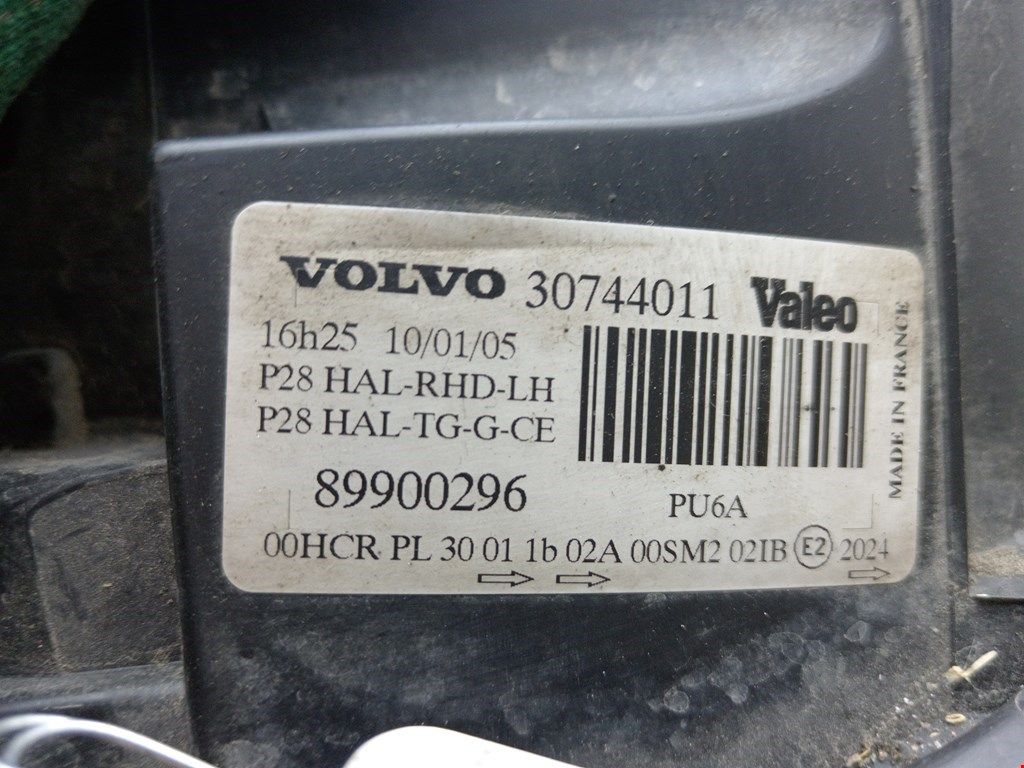 VOLVO 30744011 Valeo
16h25 10/01/05
P28 HAL-RHD-LH
P28 HAL-TG-G-CE
89900296
PU6A
00HCR PL 30 01 1b 02A 00SM2 02IB E2 2024
MADE IN FRANCE